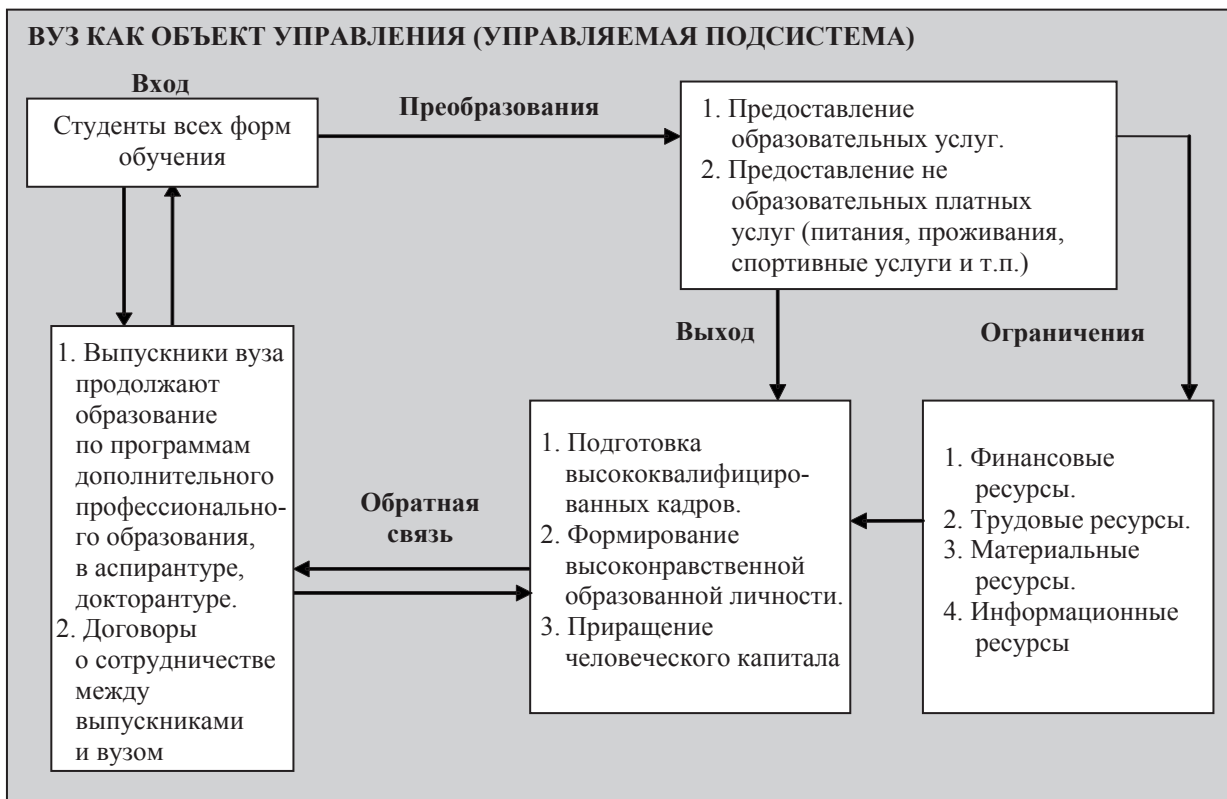 ВУЗ КАК ОБЪЕКТ УПРАВЛЕНИЯ (УПРАВЛЯЕМАЯ ПОДСИСТЕМА)
Вход
Студенты всех форм
обучения
Преобразования
1. Предоставление
образовательных услуг.
2. Предоставление не
образовательных платных
услуг (питания, проживания,
спортивные услуги и т.п.)
Выход
Ограничения
1. Выпускники вуза
продолжают
образование
по программам
дополнительного
профессионально-
го образования,
в аспирантуре,
докторантуре.
2. Договоры
о сотрудничестве
между
выпускниками
и вузом
Обратная
связь
1. Подготовка
высококвалифициро-
ванных кадров.
2. Формирование
высоконравственной
образованной личности.
3. Приращение
человеческого капитала
1. Финансовые
ресурсы.
2. Трудовые ресурсы.
3. Материальные
ресурсы.
4. Информационные
ресурсы